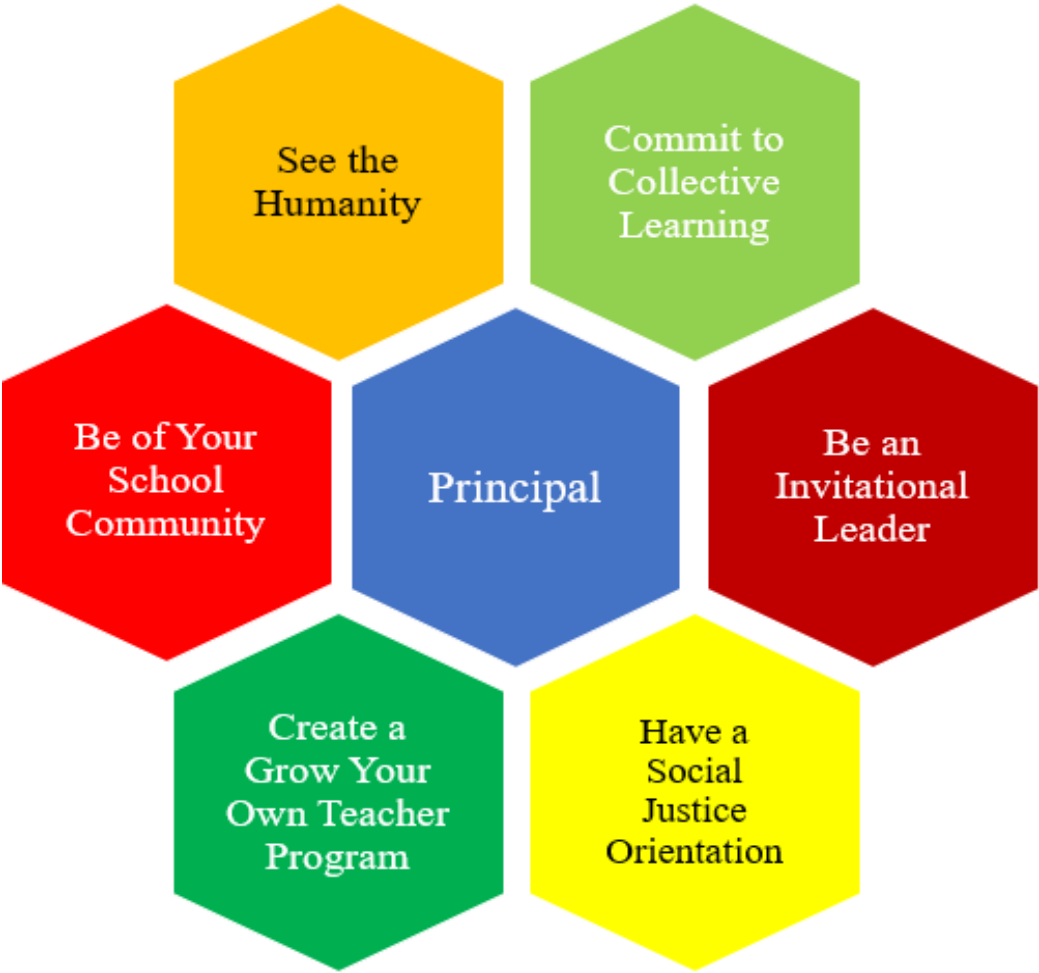 See the
Humanity
Commit to
Collective
Learning
Be of Your
School
Community
Principal
Be an
Invitational
Leader
Create a
Grow Your
Own Teacher
Program
Have a
Social
Justice
Orientation